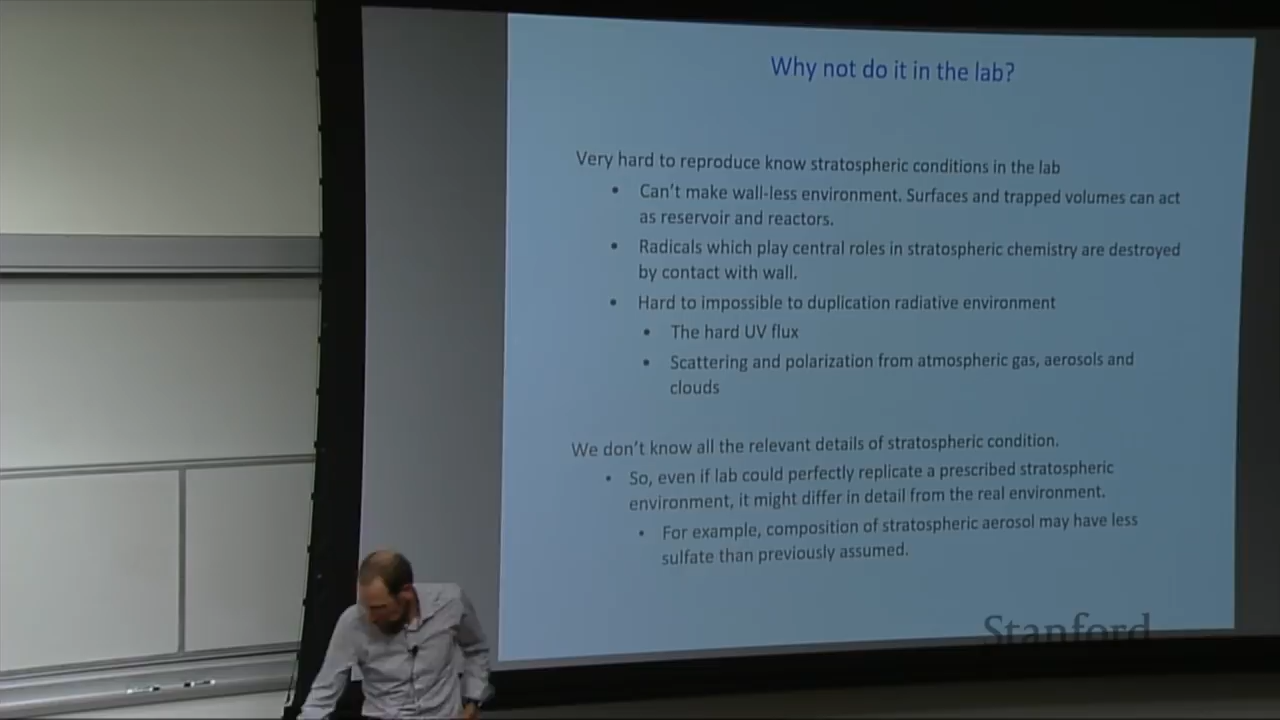 Why not do it in the lab?
Very hard to reproduce know stratospheric conditions in the lab
• Can't make wall-less environment. Surfaces and trapped volumes can act
as reservoir and reactors.
• Radicals which play central roles in stratospheric chemistry are destroyed
by contact with wall.
• Hard to impossible to duplication radiative environment
• The hard UV flux
• Scattering and polarization from atmospheric gas, aerosols and
clouds
We don't know all the relevant details of stratospheric condition.
• So, even if lab could perfectly replicate a prescribed stratospheric
environment, it might differ in detail from the real environment.
• For example, composition of stratospheric aerosol may have less
sulfate than previously assumed.
Stanford